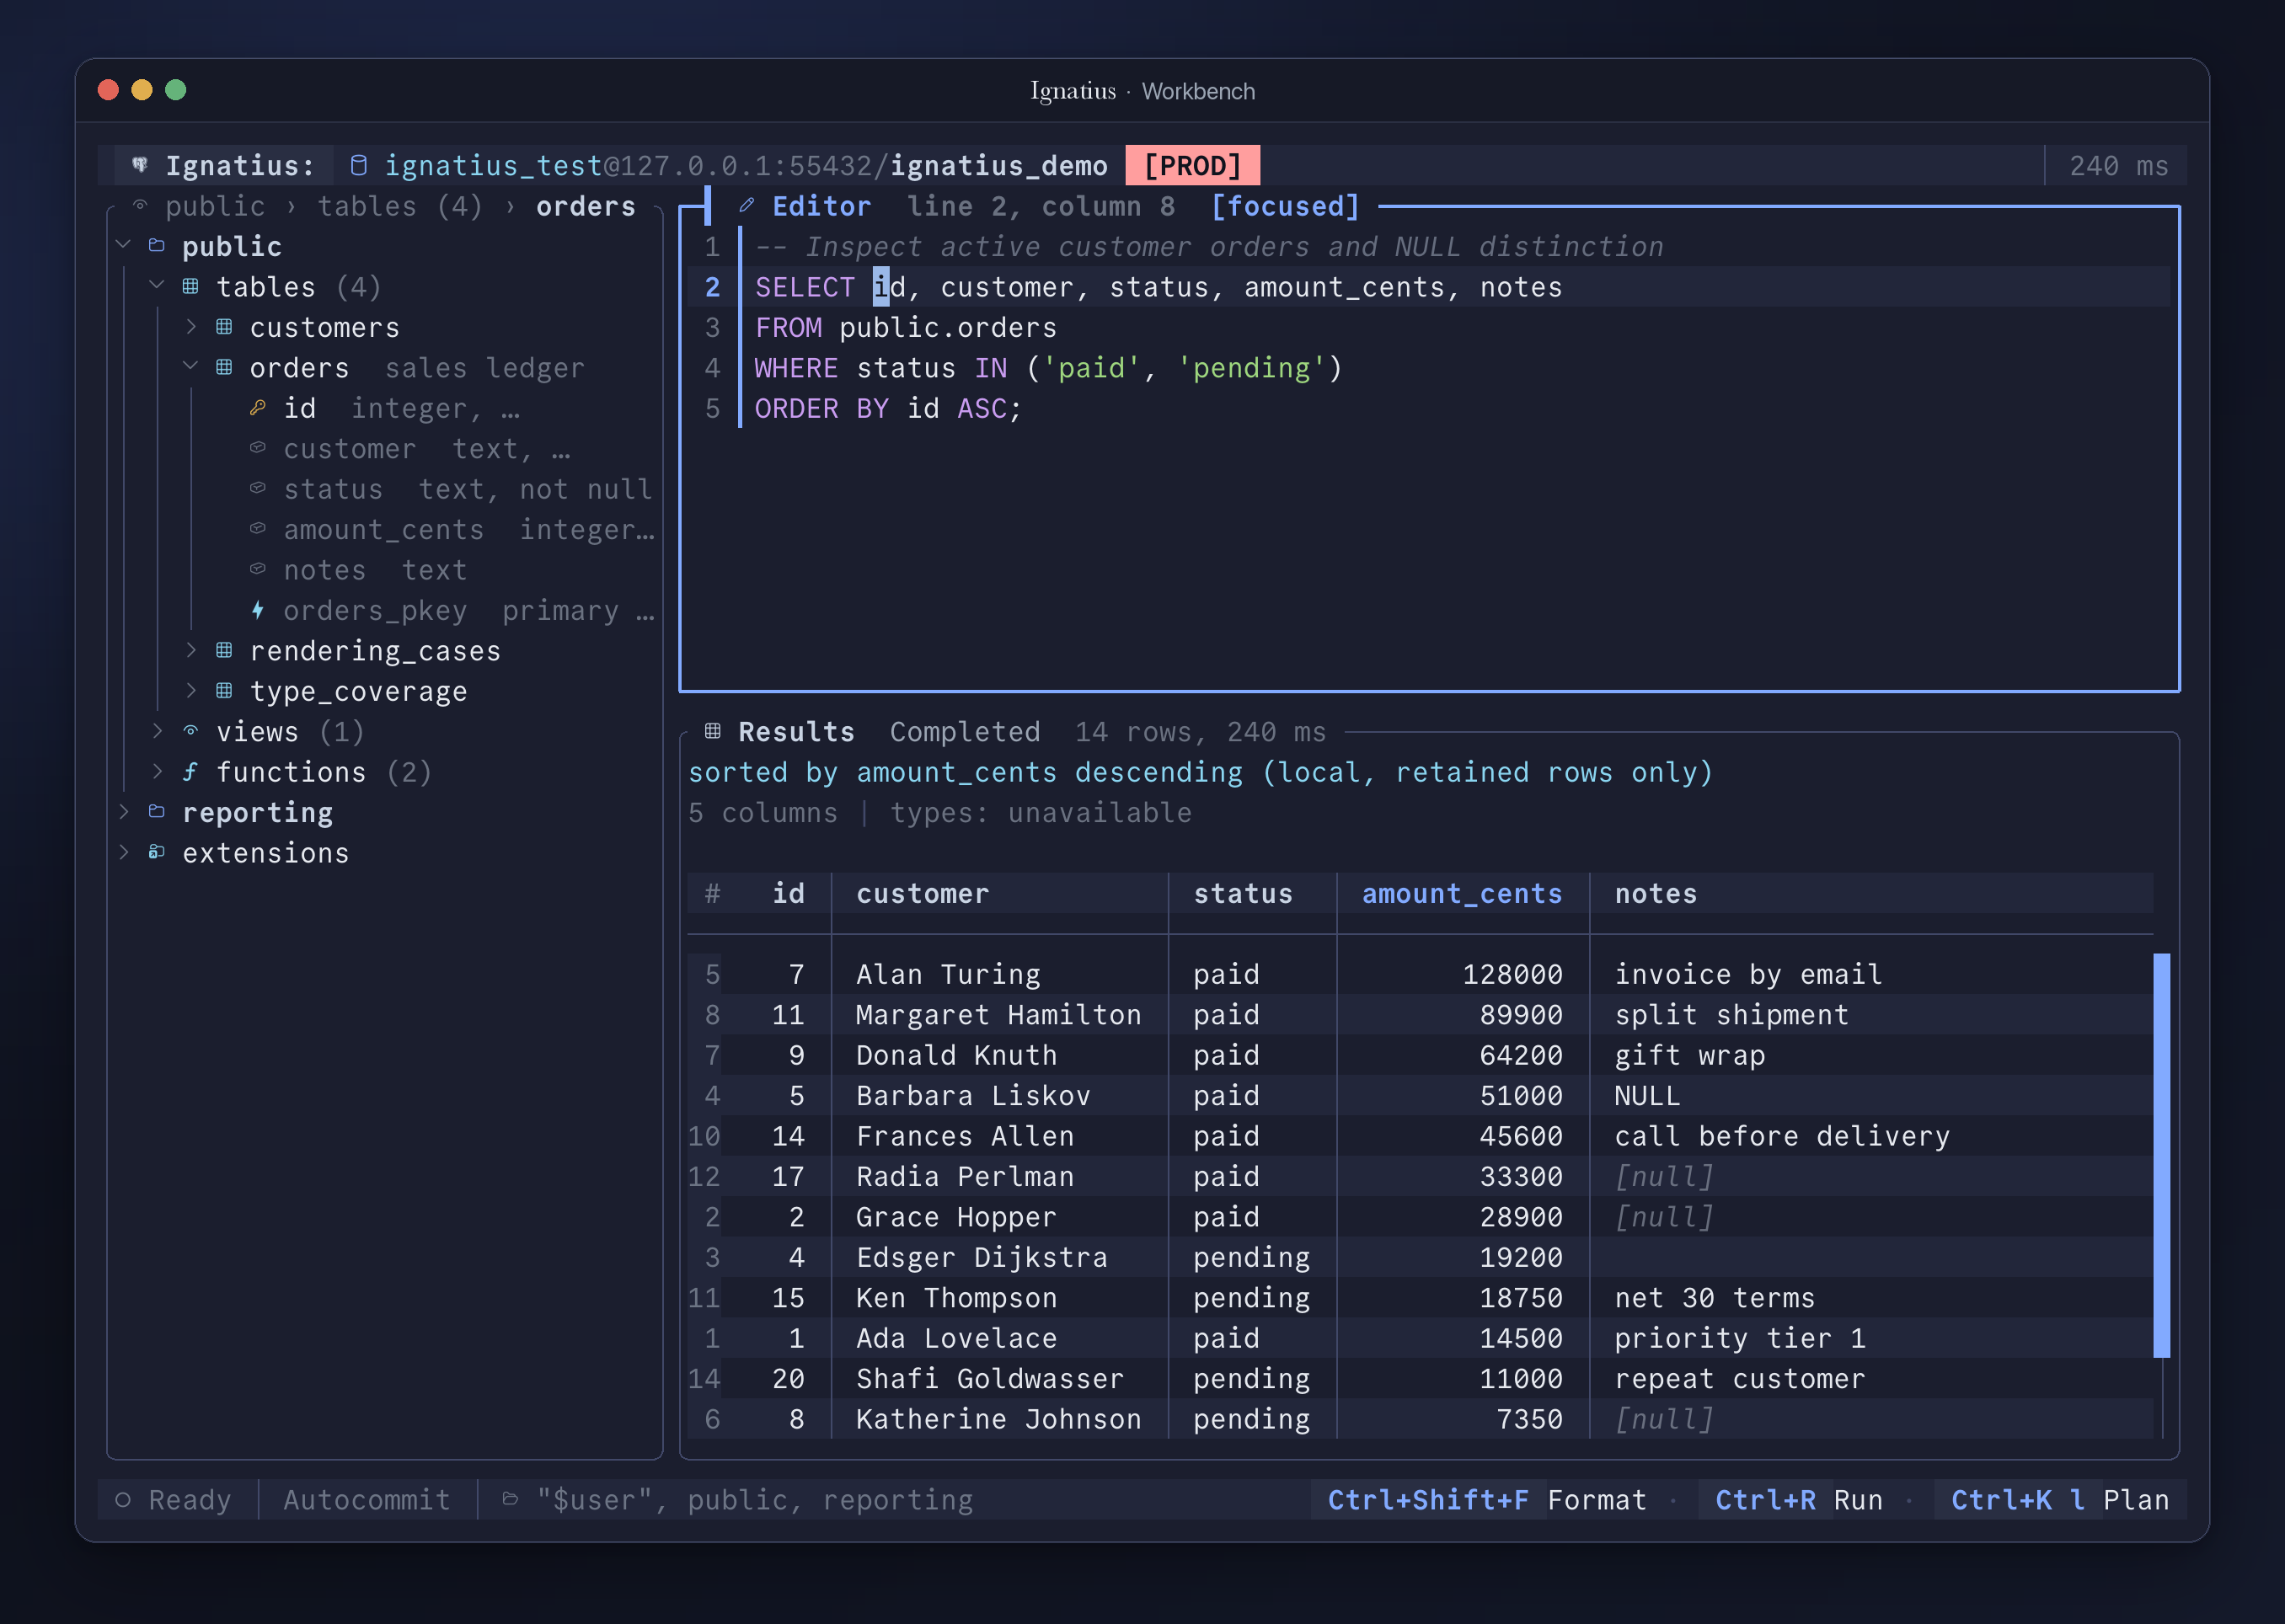 Ignatius · Workbench
Ignatius: ignatius_test@127.0.0.1:55432/ignatius_demo [PROD] 240 ms
public › tables (4) › orders
public
tables (4)
customers
orders sales ledger
id integer, …
customer text, …
status text, not null
amount_cents integer…
notes text
orders_pkey primary …
rendering_cases
type_coverage
views (1)
functions (2)
reporting
extensions
Editor line 2, column 8 [focused]
1 -- Inspect active customer orders and NULL distinction
2 SELECT id, customer, status, amount_cents, notes
3 FROM public.orders
4 WHERE status IN ('paid', 'pending')
5 ORDER BY id ASC;
Results Completed 14 rows, 240 ms
sorted by amount_cents descending (local, retained rows only)
5 columns | types: unavailable
# id customer status amount_cents notes
5 7 Alan Turing paid 128000 invoice by email
8 11 Margaret Hamilton paid 89900 split shipment
7 9 Donald Knuth paid 64200 gift wrap
4 5 Barbara Liskov paid 51000 NULL
10 14 Frances Allen paid 45600 call before delivery
12 17 Radia Perlman paid 33300 [null]
2 2 Grace Hopper paid 28900 [null]
3 4 Edsger Dijkstra pending 19200
11 15 Ken Thompson pending 18750 net 30 terms
1 1 Ada Lovelace paid 14500 priority tier 1
14 20 Shafi Goldwasser pending 11000 repeat customer
6 8 Katherine Johnson pending 7350 [null]
Ready Autocommit "$user", public, reporting Ctrl+Shift+F Format · Ctrl+R Run · Ctrl+K l Plan